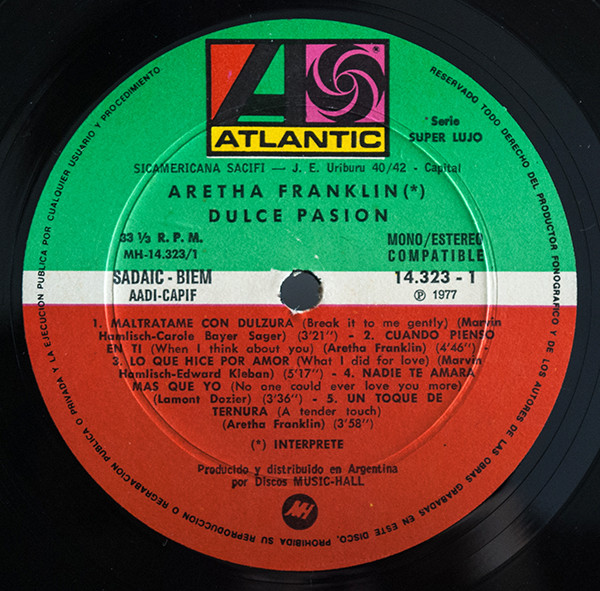 ATLANTIC
Serie
SUPER LUJO
SICAMERICANA SACIFI — J. E. Uriburu 40/42 - Capital
ARETHA FRANKLIN(*)
DULCE PASION
33 ⅓ R. P. M.
MH-14.323/1
MONO/ESTEREO
COMPATIBLE
SADAIC - BIEM
AADI-CAPIF
14.323 - 1
Ⓟ 1977
1. MALTRATAME CON DULZURA (Break it to me gently) (Marvin
Hamlisch-Carole Bayer Sager) (3'21'') - 2. CUANDO PIENSO
EN TI (When I think about you) (Aretha Franklin) (4'46'') -
3. LO QUE HICE POR AMOR (What I did for love) (Marvin
Hamlisch-Edward Kleban) (5'17'') - 4. NADIE TE AMARA
MAS QUE YO (No one could ever love you more)
(Lamont Dozier) (3'36'') - 5. UN TOQUE DE
TERNURA (A tender touch)
(Aretha Franklin) (3'58'')
(*) INTERPRETE
Producido y distribuido en Argentina
por Discos MUSIC-HALL
MH
RESERVADO TODO DERECHO DEL PRODUCTOR FONOGRAFICO Y DE LOS AUTORES DE LAS OBRAS GRABADAS EN ESTE DISCO. PROHIBIDA SU REPRODUCCION O REGRABACION PUBLICA O PRIVADA Y LA EJECUCION PUBLICA POR CUALQUIER USUARIO Y PROCEDIMIENTO